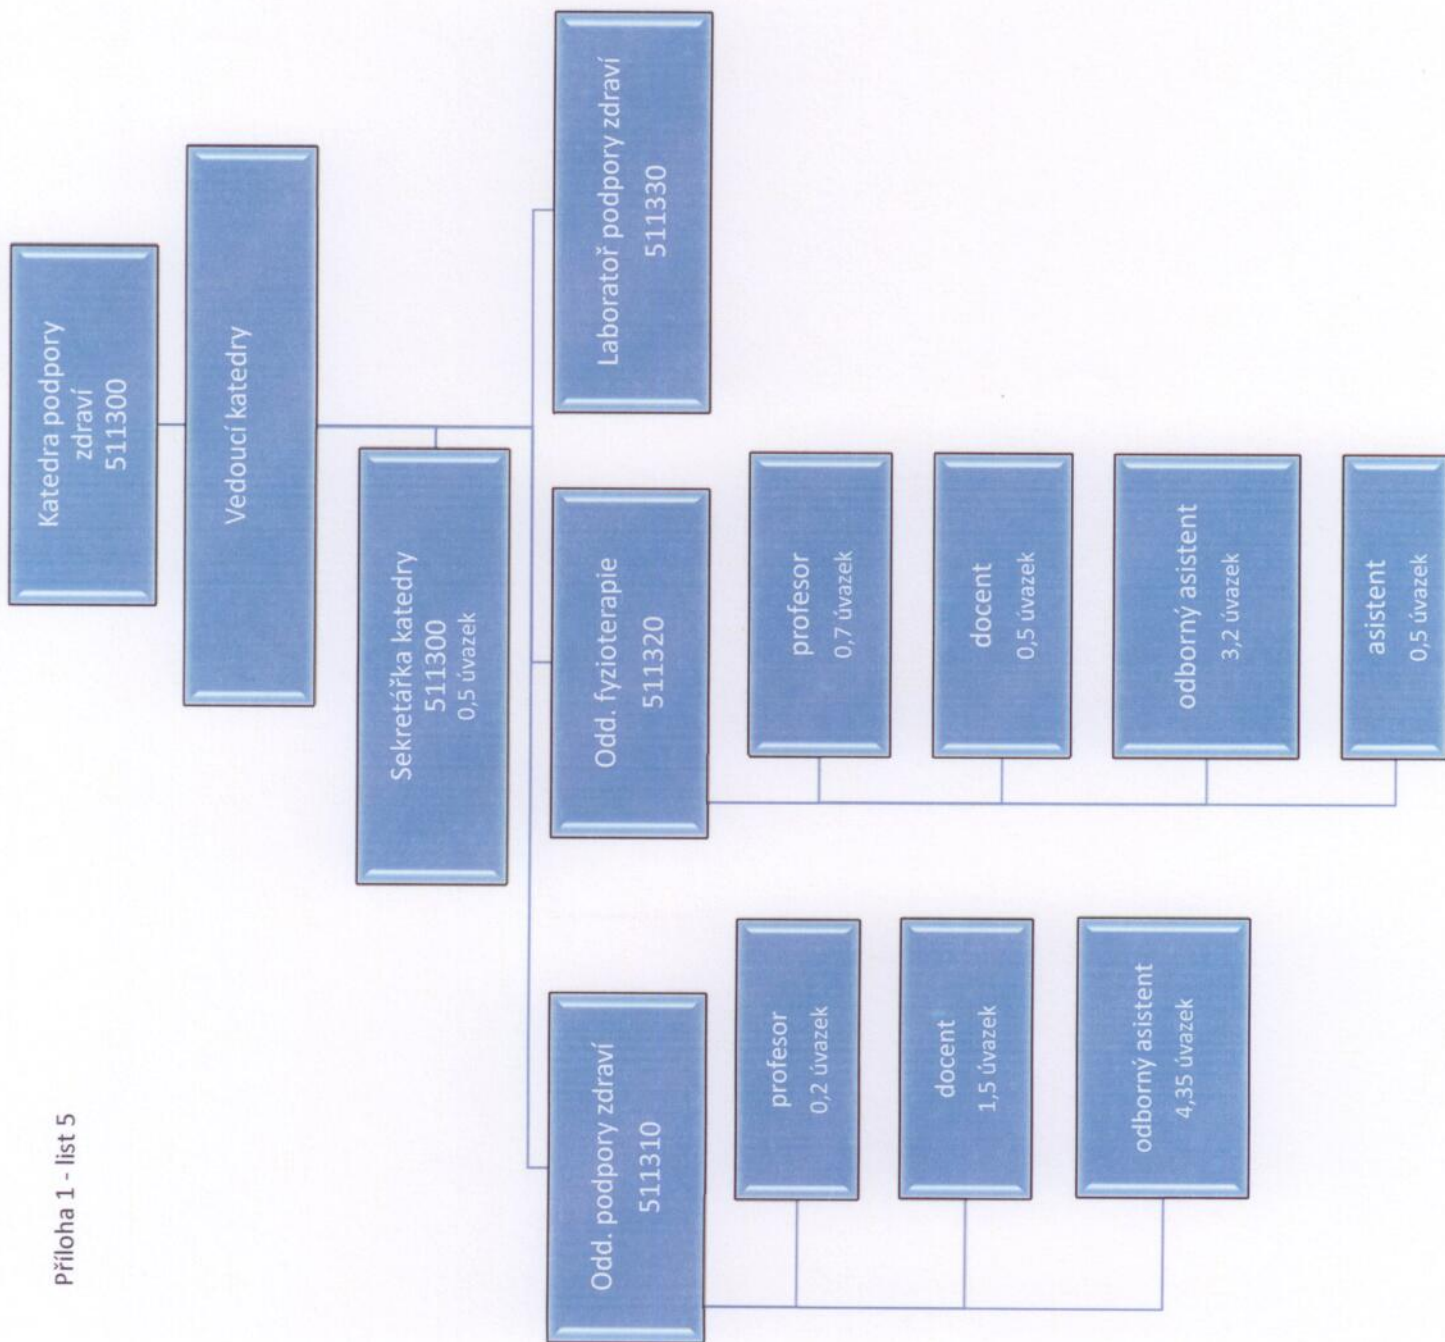 Příloha 1 - list 5
Katedra podpory
zdraví
511300
Vedoucí katedry
Sekretářka katedry
511300
0,5 úvazek
Odd. podpory zdraví
511310
profesor
0,2 úvazek
docent
1,5 úvazek
odborný asistent
4,35 úvazek
Odd. fyzioterapie
511320
profesor
0,7 úvazek
docent
0,5 úvazek
odborný asistent
3,2 úvazek
asistent
0,5 úvazek
Laboratoř podpory zdraví
511330